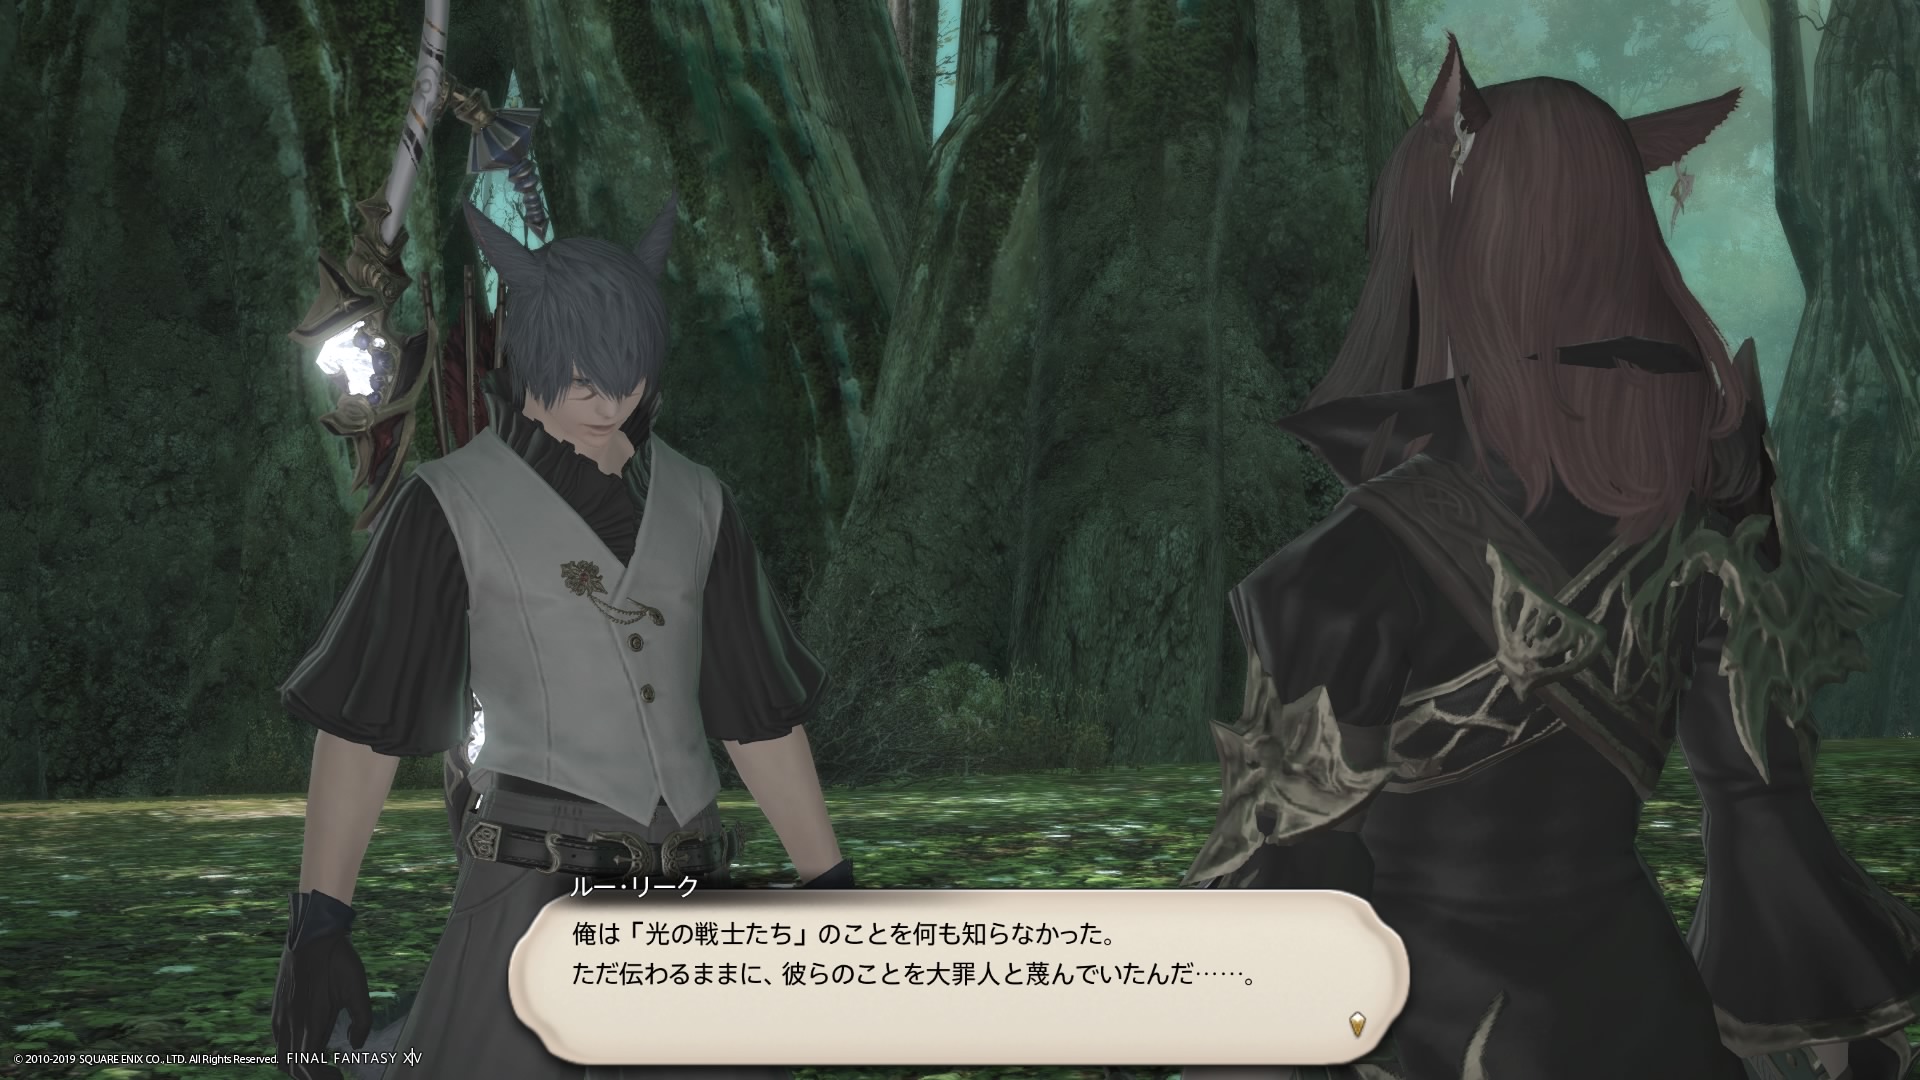 ルー・リーク
俺は「光の戦士たち」のことを何も知らなかった。
ただ伝わるままに、彼らのことを大罪人と蔑んでいたんだ……。
© 2010-2019 SQUARE ENIX CO., LTD. All Rights Reserved. FINAL FANTASY XIV